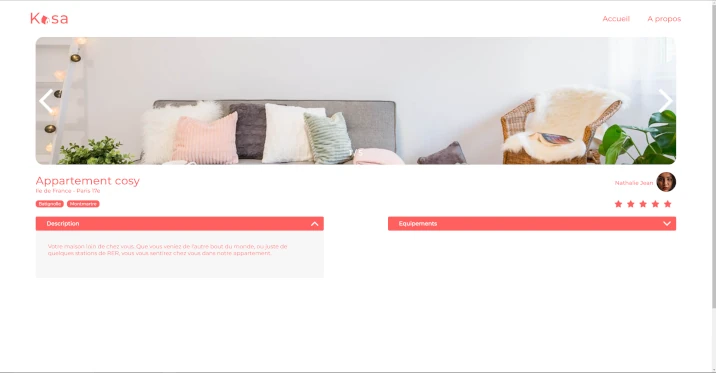 Kasa
Accueil
A propos
Appartement cosy
Ile de France - Paris 17e
Nathalie Jean
Batignolle
Montmartre
Description
Equipements
Votre maison loin de chez vous. Que vous veniez de l'autre bout du monde, ou juste de
quelques stations de RER, vous vous sentirez chez vous dans notre appartement.